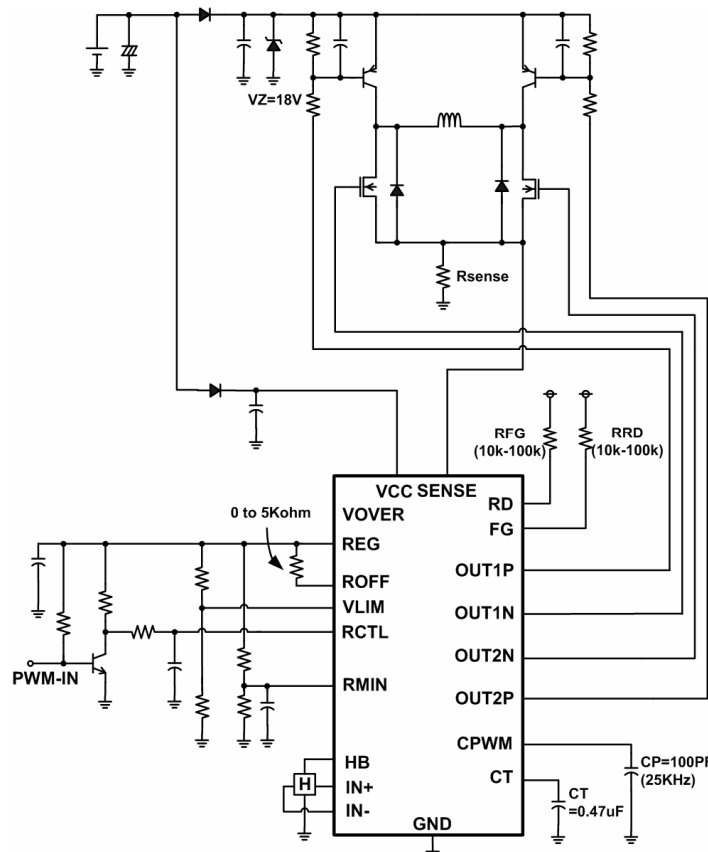 VZ=18V
Rsense
RFG
(10k-100k)
RRD
(10k-100k)
0 to 5Kohm
VCC SENSE
VOVER
REG
ROFF
VLIM
RCTL
RMIN
HB
IN+
IN-
GND
RD
FG
OUT1P
OUT1N
OUT2N
OUT2P
CPWM
CT
PWM-IN
H
CP=100PF
(25KHz)
CT
=0.47uF